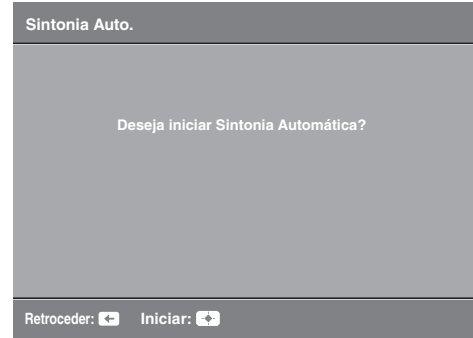 Sintonia Auto.
Deseja iniciar Sintonia Automática?
Retroceder: Iniciar: